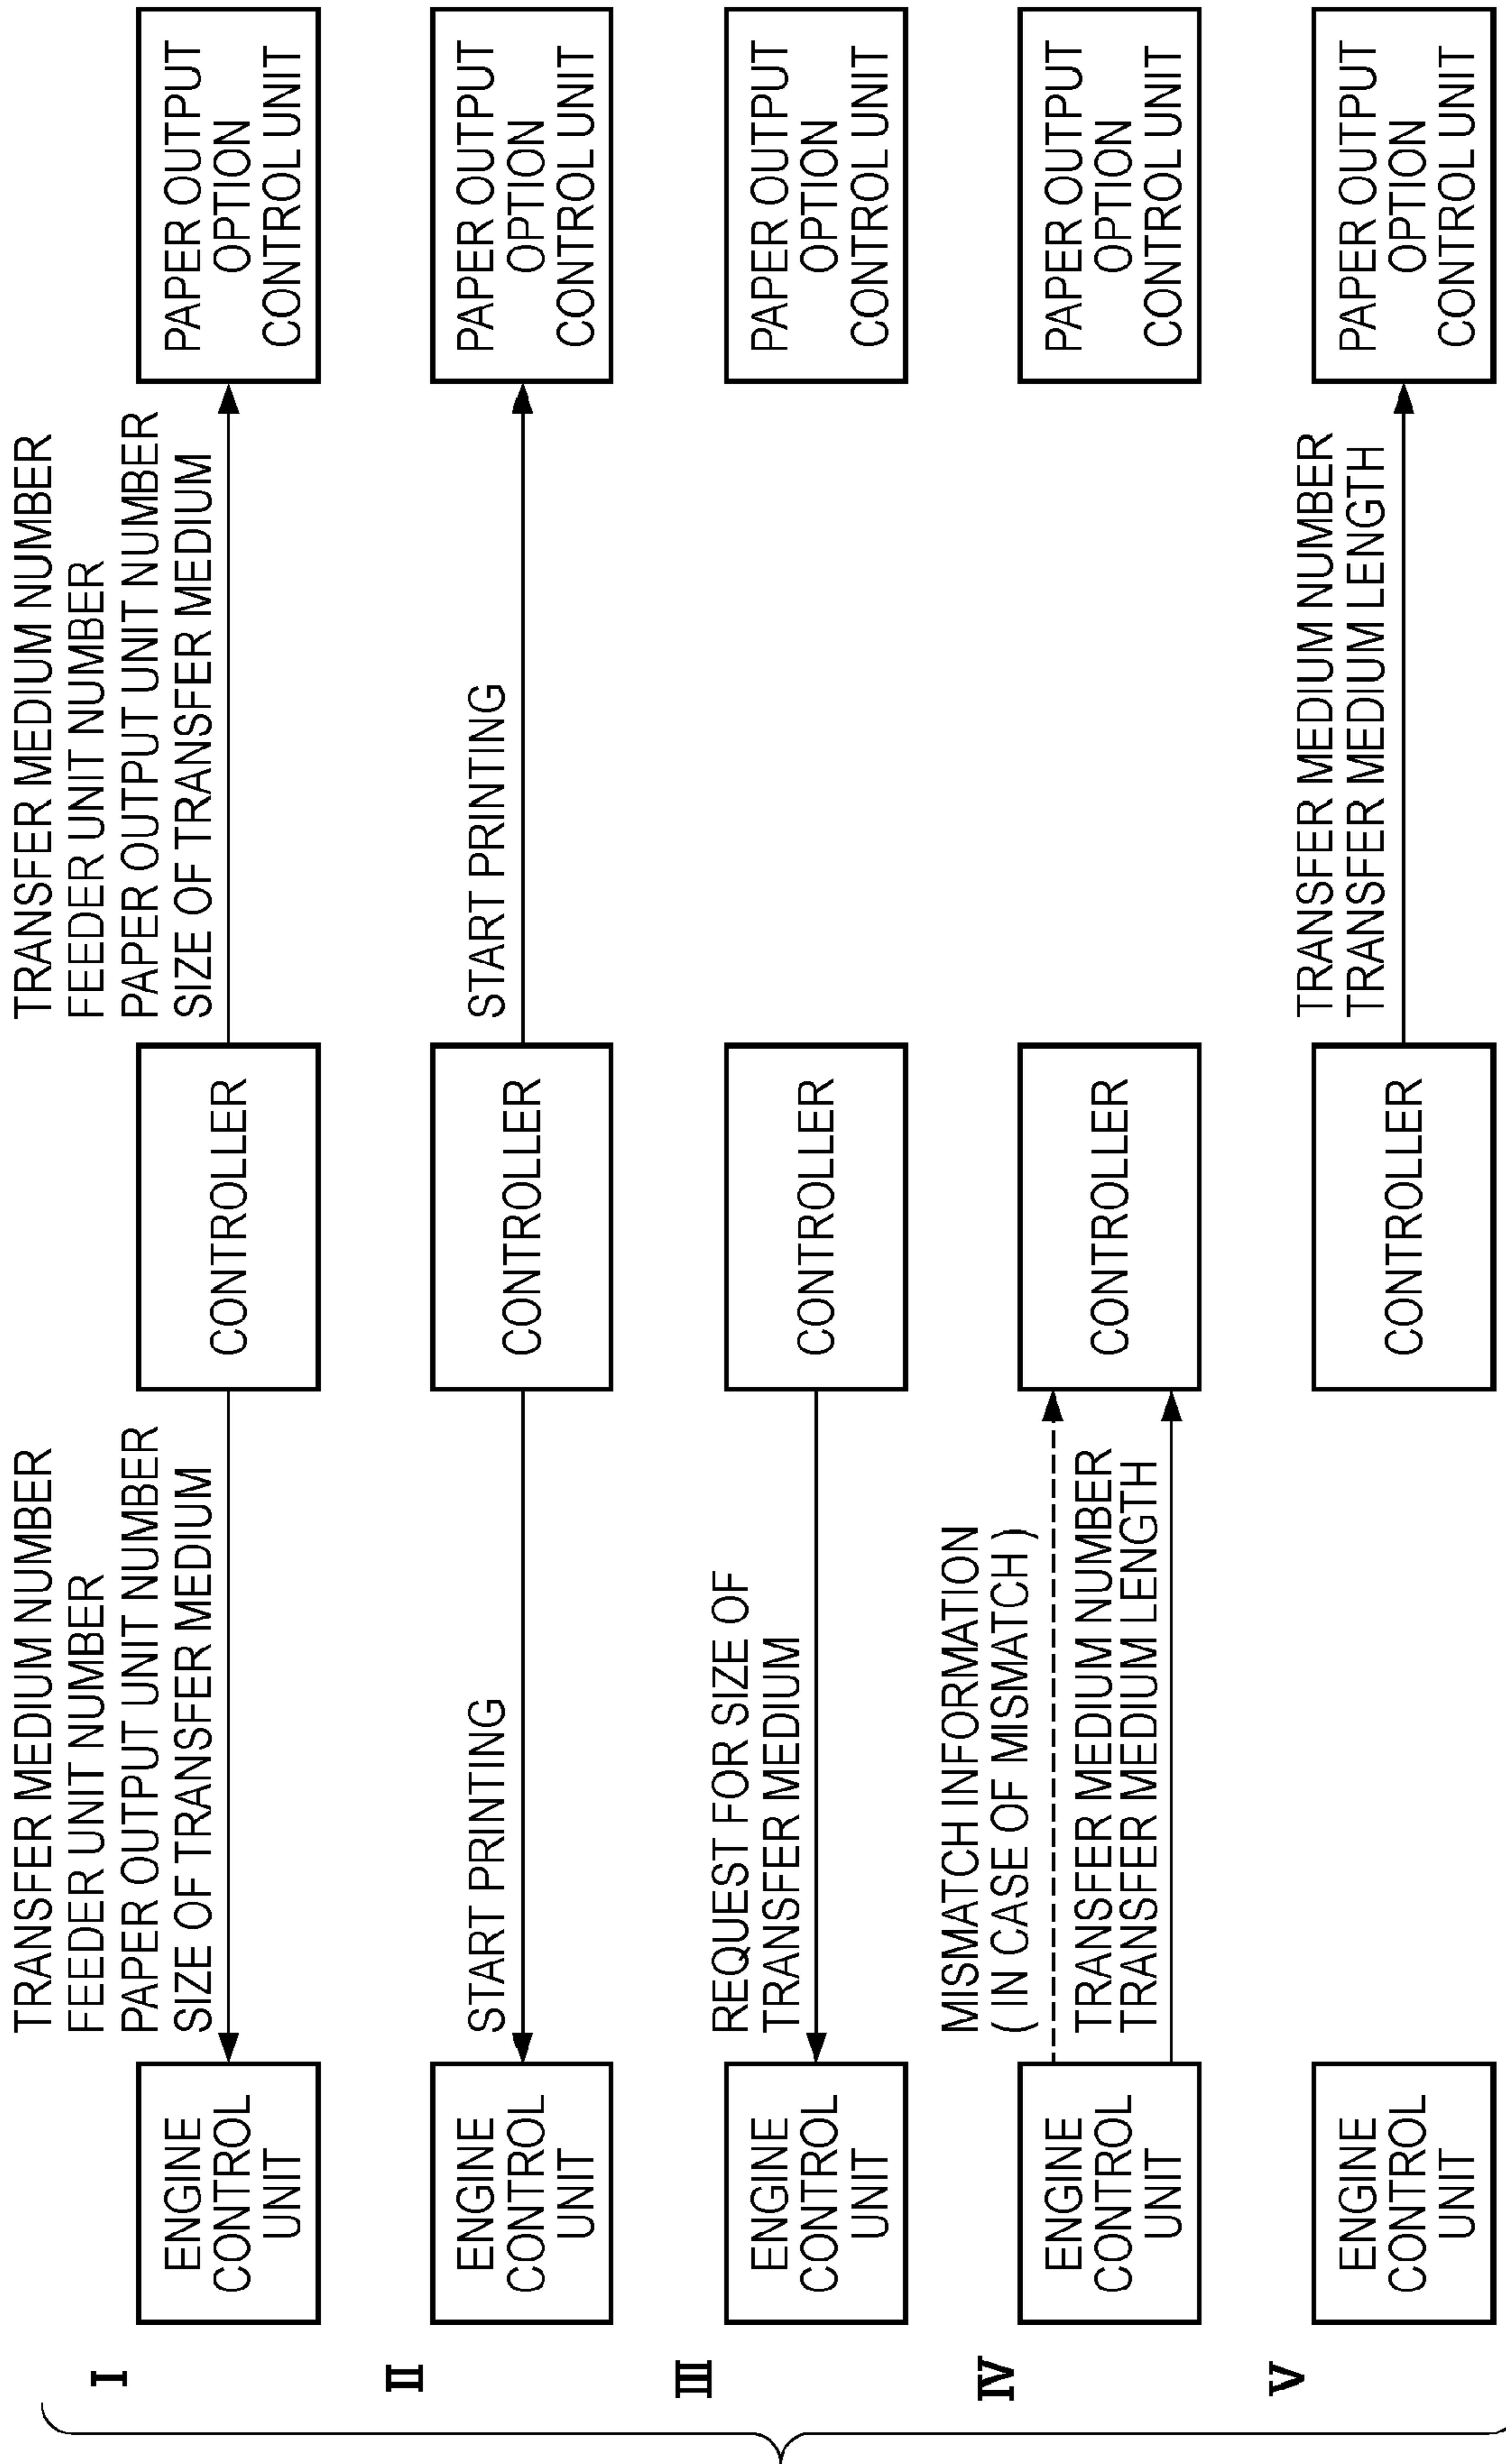 I
TRANSFER MEDIUM NUMBER
FEEDER UNIT NUMBER
PAPER OUTPUT UNIT NUMBER
SIZE OF TRANSFER MEDIUM
TRANSFER MEDIUM NUMBER
FEEDER UNIT NUMBER
PAPER OUTPUT UNIT NUMBER
SIZE OF TRANSFER MEDIUM
ENGINE
CONTROL
UNIT
CONTROLLER
PAPER OUTPUT
OPTION
CONTROL UNIT
II
START PRINTING
START PRINTING
ENGINE
CONTROL
UNIT
CONTROLLER
PAPER OUTPUT
OPTION
CONTROL UNIT
III
REQUEST FOR SIZE OF
TRANSFER MEDIUM
ENGINE
CONTROL
UNIT
CONTROLLER
PAPER OUTPUT
OPTION
CONTROL UNIT
IV
MISMATCH INFORMATION
( IN CASE OF MISMATCH )
TRANSFER MEDIUM NUMBER
TRANSFER MEDIUM LENGTH
ENGINE
CONTROL
UNIT
CONTROLLER
PAPER OUTPUT
OPTION
CONTROL UNIT
V
TRANSFER MEDIUM NUMBER
TRANSFER MEDIUM LENGTH
ENGINE
CONTROL
UNIT
CONTROLLER
PAPER OUTPUT
OPTION
CONTROL UNIT